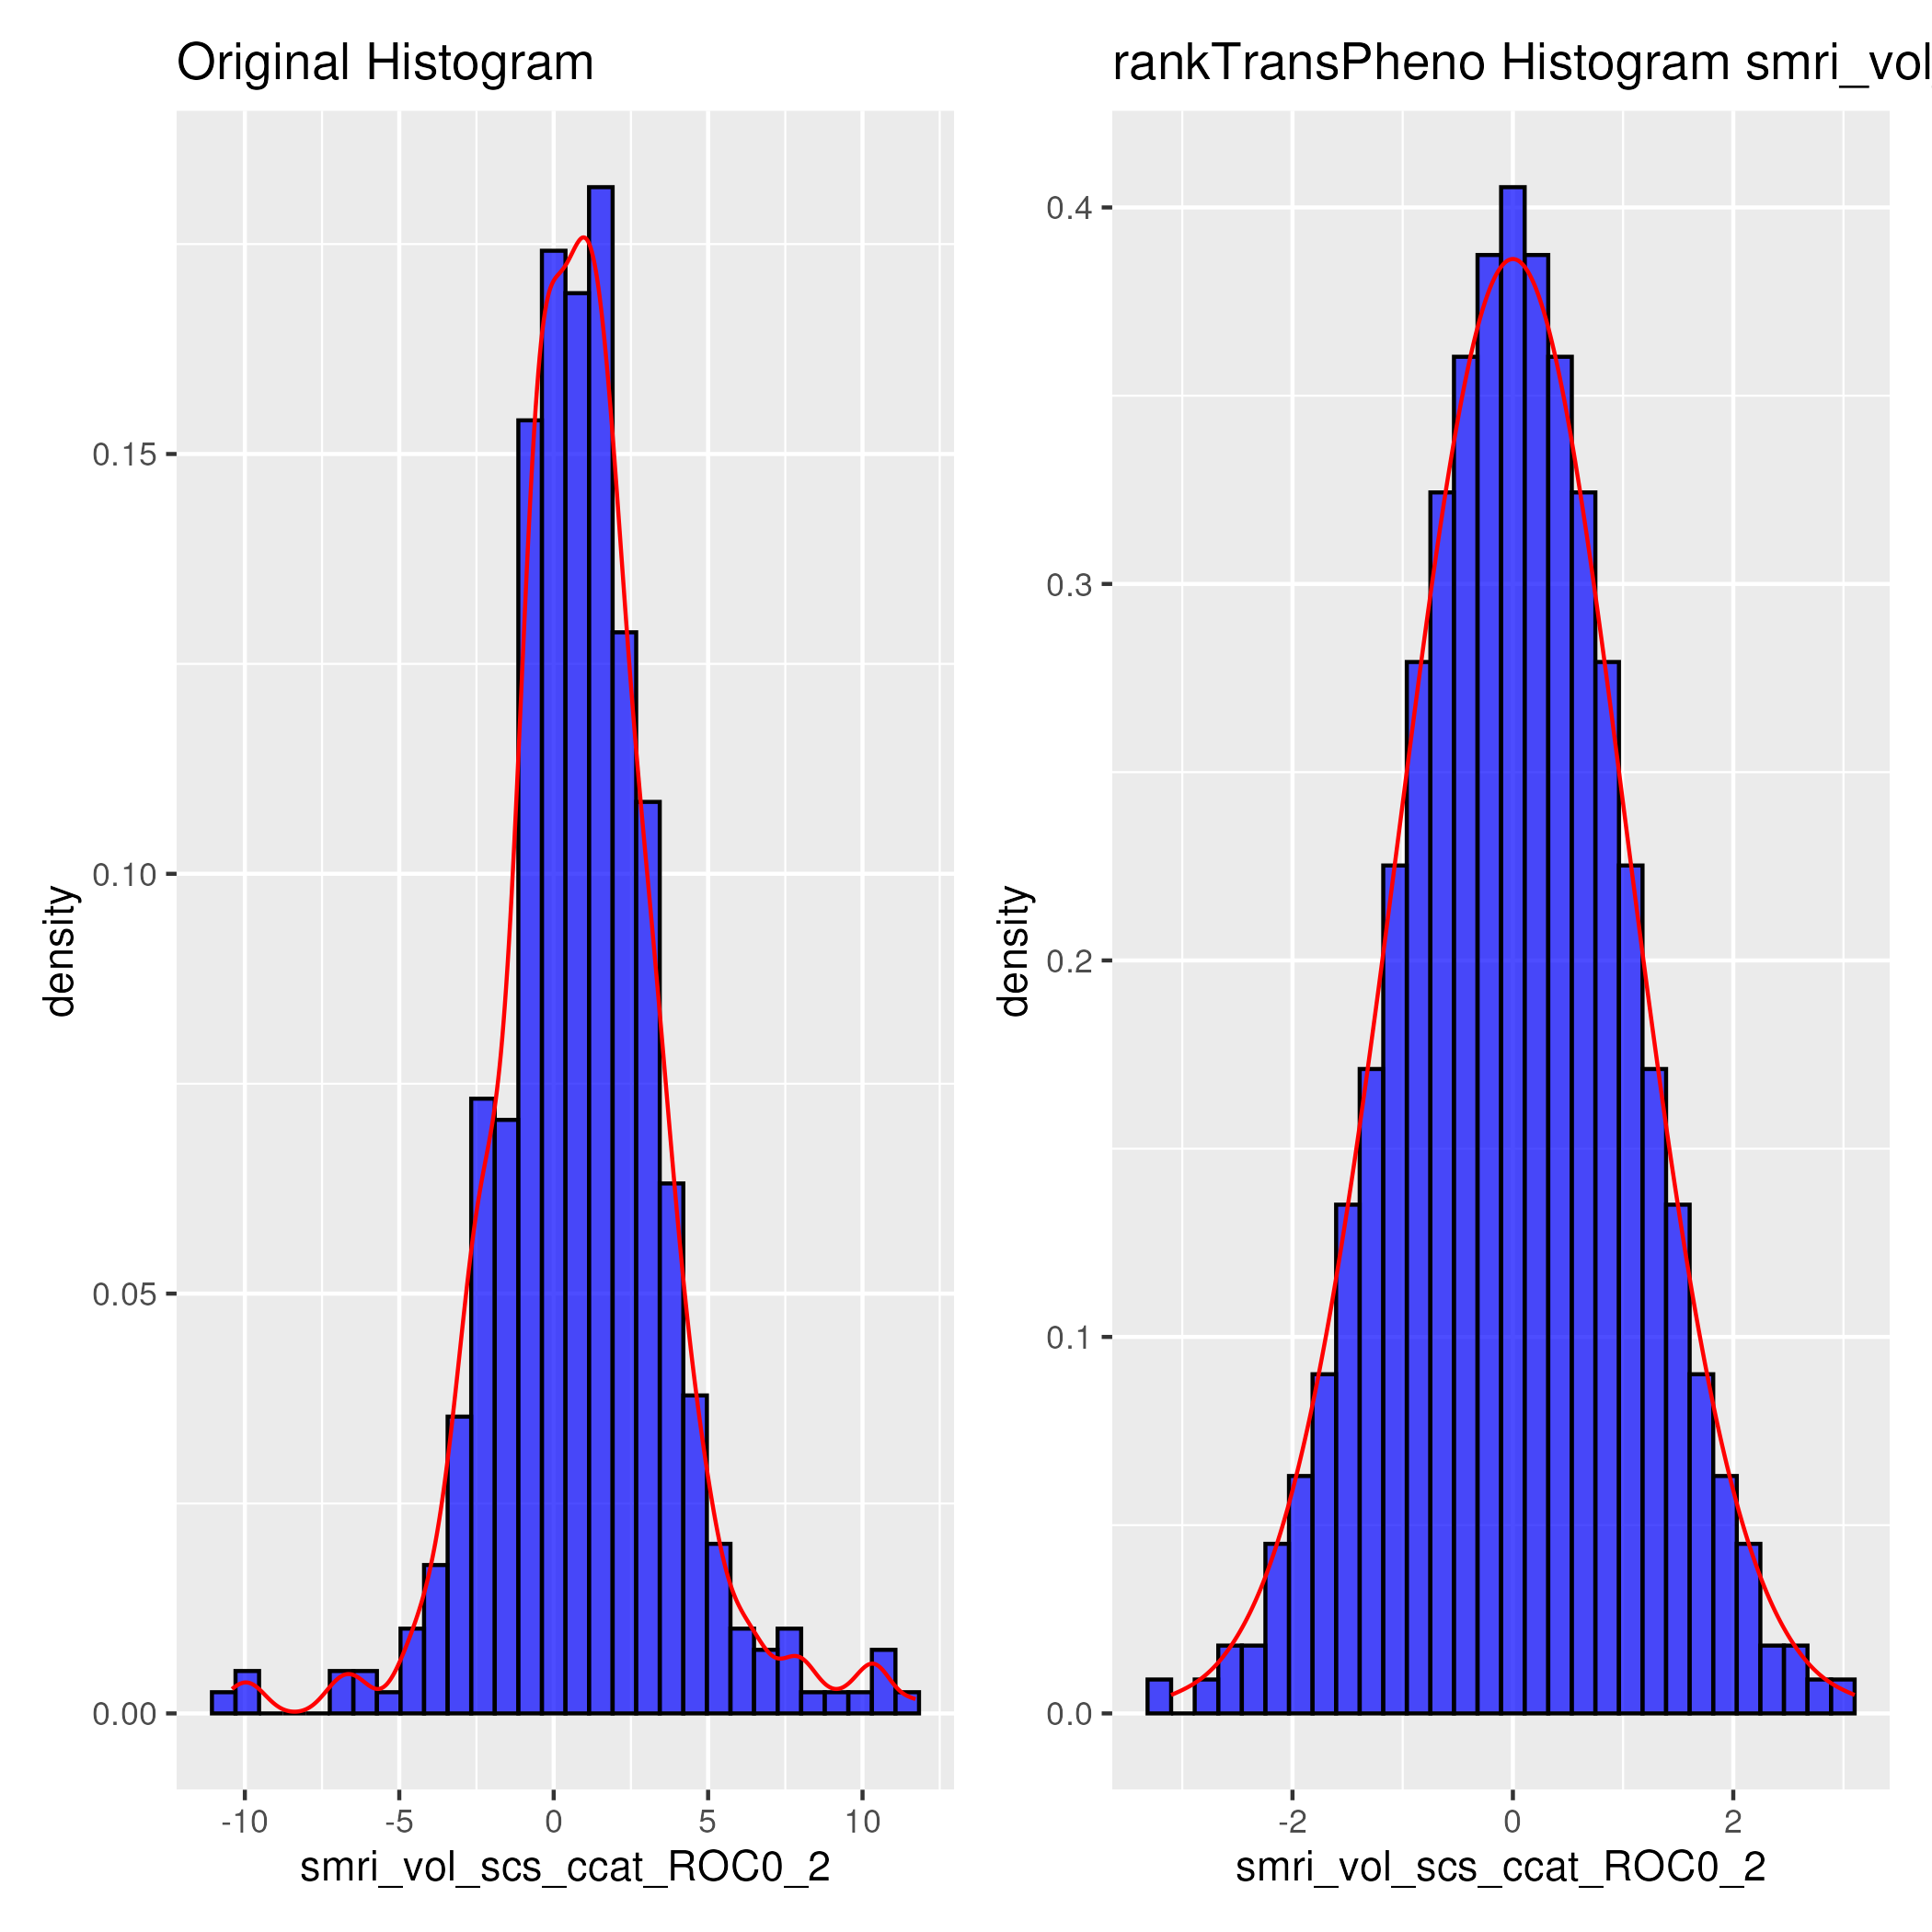 Original Histogram
density
0.15
0.10
0.05
0.00
-10 -5 0 5 10
smri_vol_scs_ccat_ROC0_2
rankTransPheno Histogram smri_vol_
density
0.4
0.3
0.2
0.1
0.0
-2 0 2
smri_vol_scs_ccat_ROC0_2